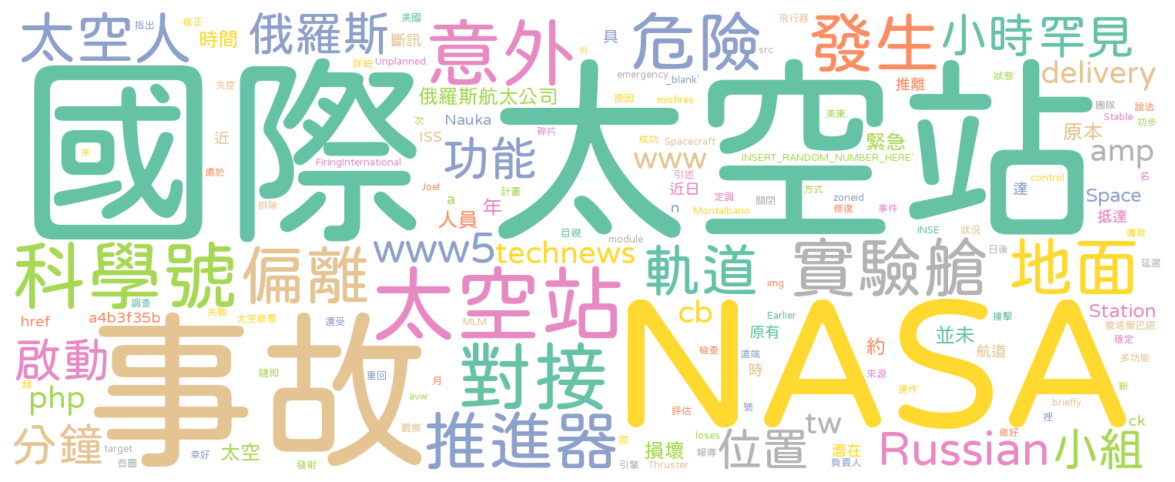 太空人 指出 修正 時間 俄羅斯 美國 斷訊 意外 外 具 危險 飛行器 src 發生 小時 罕見
失控 詳細 Unplanned 俄羅斯航太公司 emergency blank' 推離 狀態 delivery
國際 太空站
未 近 處於 FiringInternational 次 ISS Nauka 碎片 原因 misfires 英東 緊急 團隊 Stable 說法 初步
功能 成功 Spacecraft www INSERT_RANDOM_NUMBER_HERE' 原本 amp
排除 Joel a 年 計畫 引述 近日 定調 關閉 方式 zoneid control 達 名 Space
人員 n Montalbano 修復 事件 抵達
目視 INSE 狀況 導致
科學號 偏離 www5 technews module 軌道 實驗艙 日後 地面 延遲
調查 失聯 太空總署 遭受 太空站 img
href a4b3f35b MLM cb 原有 Earlier 撞擊 並未 Station 蒙塔爾巴諾
事故 NASA
啟動 隨即 重回 對接 檢查 遠端 約 航道 穩定 多功能
時 來源
php 類 月 avw 評估 號 運作 裡 briefly 新
分鐘 target 觀察 推進器 窗 loses tw 做好 ck
百圖 幸好 太空 引擎 損壞 位置 潛在 Russian 小組
發射 Thruster 報導 負責人